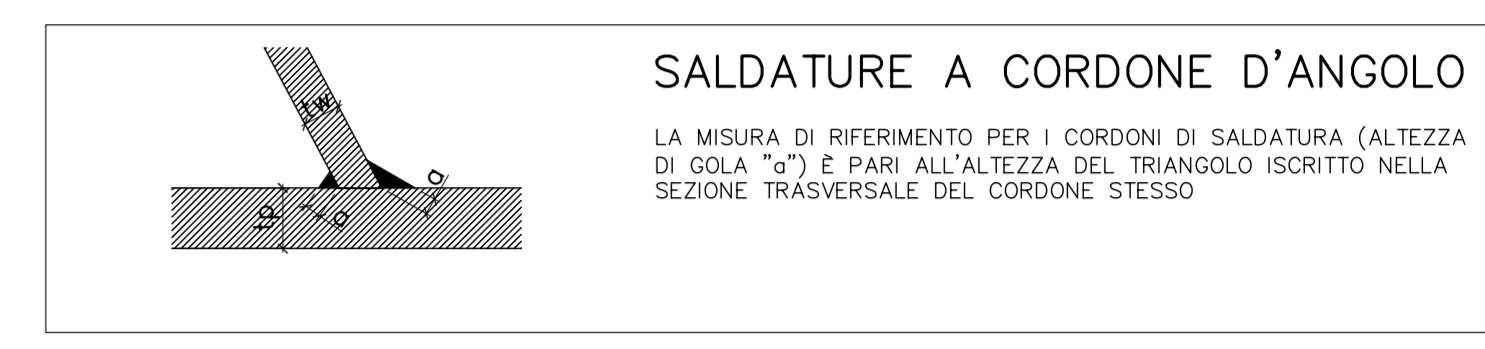 SALDATURE A CORDONE D'ANGOLO
LA MISURA DI RIFERIMENTO PER I CORDONI DI SALDATURA (ALTEZZA
DI GOLA "a") È PARI ALL'ALTEZZA DEL TRIANGOLO ISCRITTO NELLA
SEZIONE TRASVERSALE DEL CORDONE STESSO
tw
a
a
tp